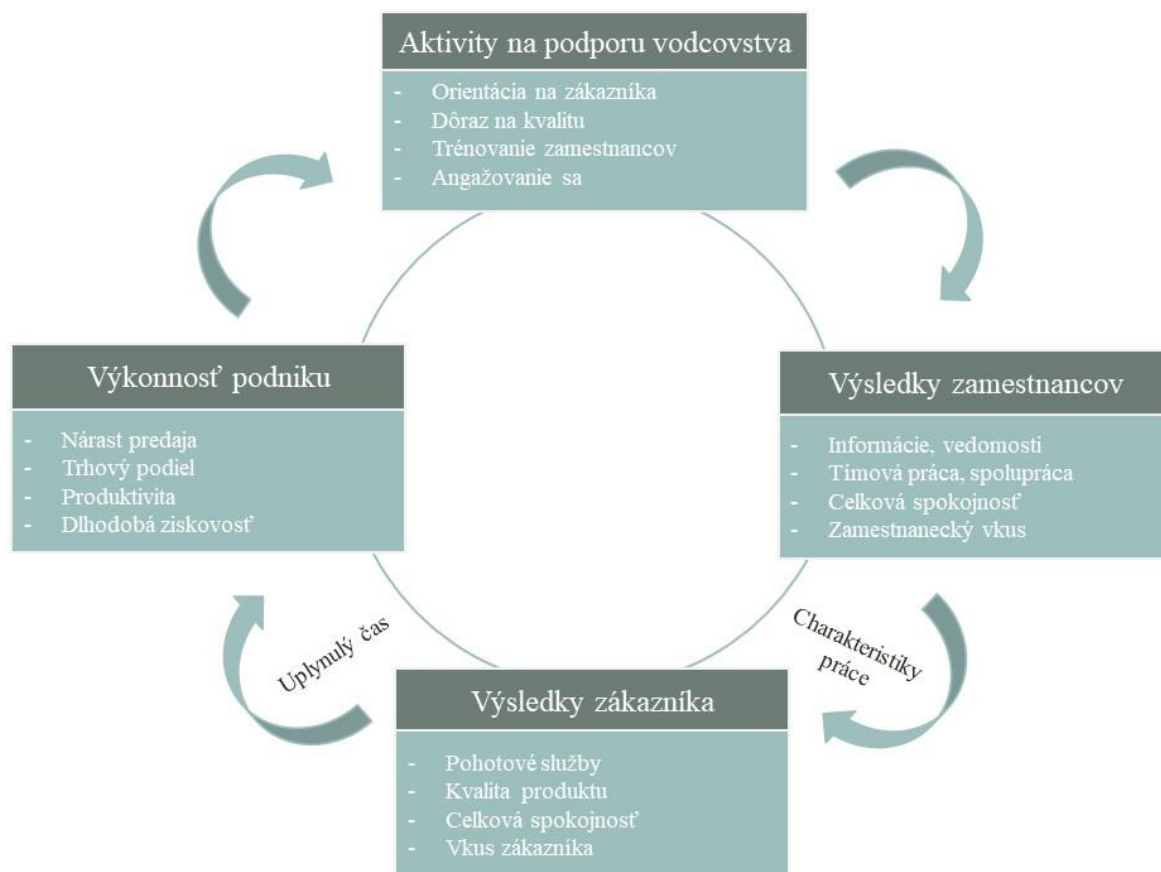 Aktivity na podporu vodcovstva
- Orientácia na zákazníka
- Dôraz na kvalitu
- Trénovanie zamestnancov
- Angažovanie sa
Výkonnosť podniku
- Nárast predaja
- Trhový podiel
- Produktivita
- Dlhodobá ziskovosť
Výsledky zamestnancov
- Informácie, vedomosti
- Tímová práca, spolupráca
- Celková spokojnosť
- Zamestnanecký vkus
Uplynulý čas
Charakteristiky
práce
Výsledky zákazníka
- Pohotové služby
- Kvalita produktu
- Celková spokojnosť
- Vkus zákazníka